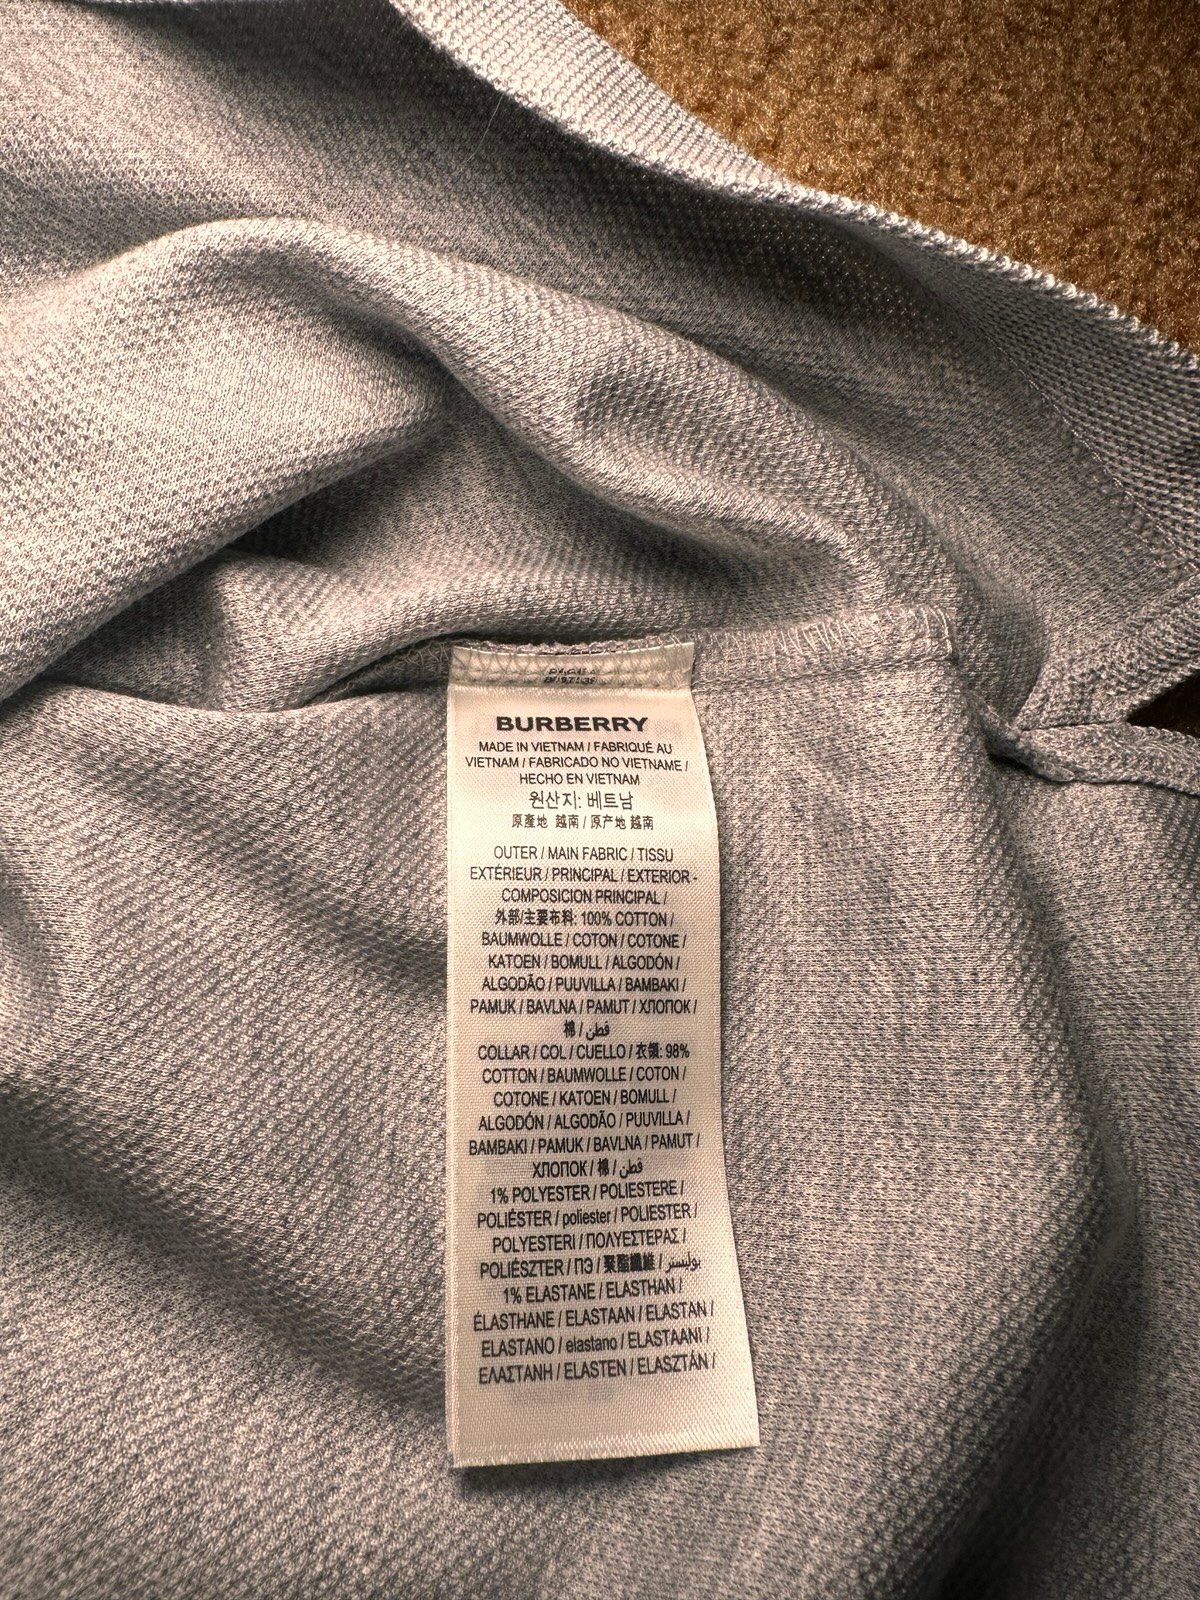 BURBERRY
MADE IN VIETNAM / FABRIQUÉ AU
VIETNAM / FABRICADO NO VIETNAME /
HECHO EN VIETNAM
원산지: 베트남
原產地 越南 / 原产地 越南
OUTER / MAIN FABRIC / TISSU
EXTÉRIEUR / PRINCIPAL / EXTERIOR -
COMPOSICION PRINCIPAL /
外部/主要布料: 100% COTTON /
BAUMWOLLE / COTON / COTONE /
KATOEN / BOMULL / ALGODÓN /
ALGODÃO / PUUVILLA / BAMBAKI /
PAMUK / BAVLNA / PAMUT / ХЛОПОК /
棉 / قطن
COLLAR / COL / CUELLO / 衣領: 98%
COTTON / BAUMWOLLE / COTON /
COTONE / KATOEN / BOMULL /
ALGODÓN / ALGODÃO / PUUVILLA /
BAMBAKI / PAMUK / BAVLNA / PAMUT /
ХЛОПОК / 棉 / قطن
1% POLYESTER / POLIESTERE /
POLIÉSTER / poliester / POLIESTER /
POLYESTERI / ΠΟΛΥΕΣΤΕΡΑΣ /
POLIÉSZTER / ПЭ / 聚酯纖維 / بوليستر
1% ELASTANE / ELASTHAN /
ÉLASTHANE / ELASTAAN / ELASTAN /
ELASTANO / elastano / ELASTAANI /
ΕΛΑΣΤΑΝΗ / ELASTEN / ELASZTÁN /